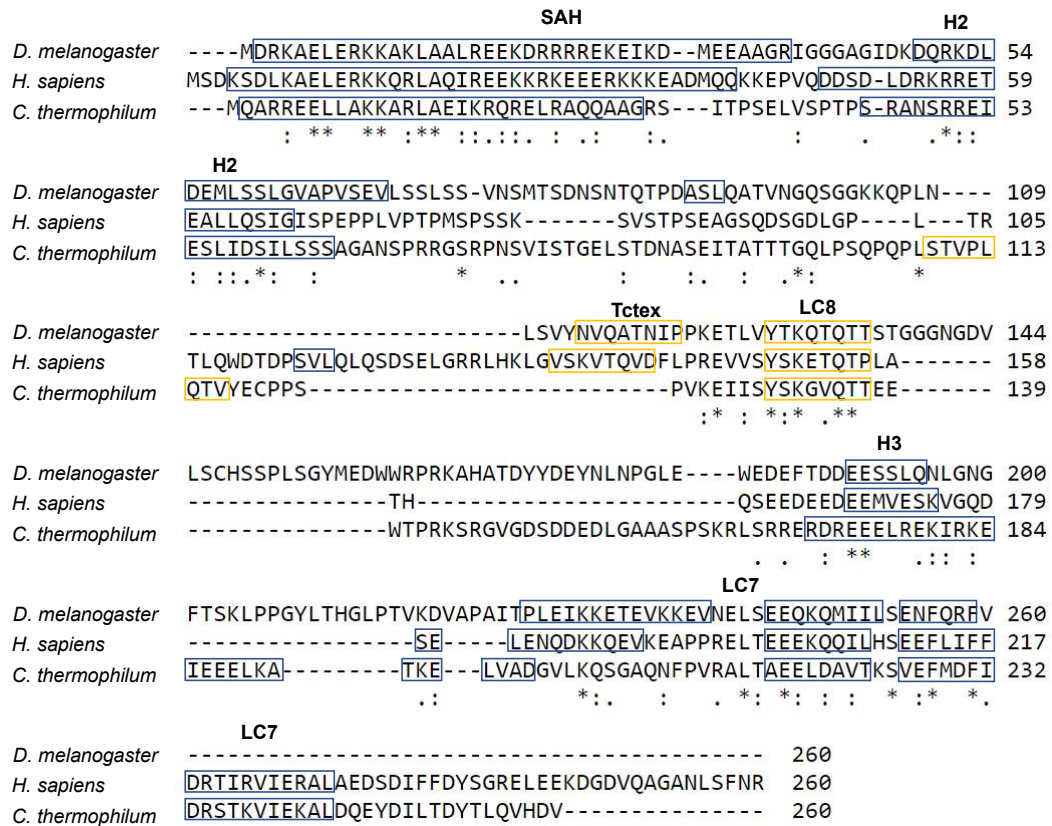 SAH H2
D. melanogaster ----MDRKAELERKKAKLAALREEKDRRRREKEIKD--MEEAAGRIGGGAGIDKDQRKDL 54
H. sapiens MSDKSDLKAELERKKQRLAQIREEKKRKEEERKKKEADMQQKKEPVQDDSD-LDRKRRET 59
C. thermophilum ---MQARREELLAKKARLAEIKRQRELRAQQAAGRS---ITPSELVSPTPS-RANSRREI 53
: ** ** :** ::.::. : .: :. : . .*::
H2
D. melanogaster DEMLSSLGVAPVSEVLSSLSS-VNSMTSDNSNTQTPDASLQATVNGQSGGKKQPLN---- 109
H. sapiens EALLQSIGISPEPPLVPTPMSPSSK-------SVSTPSEAGSQDSGDLGP----L---TR 105
C. thermophilum ESLIDSILSSSAGANSPRRGSRPNSVISTGELSTDNASEITATTTGQLPSQPQPLSTVPL 113
: ::.*: : * .. : :. : .*: *
Tctex LC8
D. melanogaster -------------------------LSVYNVQATNIPPKETLVYTKQTQTTSTGGGNGDV 144
H. sapiens TLQWDTDPSVLQLQSDSELGRRLHKLGVSKVTQVDFLPREVVSYSKETQTPLA------- 158
C. thermophilum QTVYECPPS---------------------------PVKEIISYSKGVQTTEE------- 139
:* : *:* .**
H3
D. melanogaster LSCHSSPLSGYMEDWWRPRKAHATDYYDEYNLNPGLE----WEDEFTDDEESSLQNLGNG 200
H. sapiens ---------------TH------------------------QSEEDEEDEEMVESKVGQD 179
C. thermophilum ---------------WTPRKSRGVGDSDDEDLGAAASPSKRLSRRERDREEELREKIRKE 184
. . : ** .:: :
LC7
D. melanogaster FTSKLPPGYLTHGLPTVKDVAPAITPLEIKKETEVKKEVNELSEEQKQMIILSENFQRFV 260
H. sapiens -----------------SE-----LENQDKKQEVKEAPPRELTEEEKQQILHSEEFLIFF 217
C. thermophilum IEEELKA---------TKE---LVADGVLKQSGAQNFPVRALTAEELDAVTKSVEFMDFI 232
.: *:. . *: *: : : * :* *.
LC7
D. melanogaster ------------------------------------------- 260
H. sapiens DRTIRVIERALAEDSDIFFDYSGRELEEKDGDVQAGANLSFNR 260
C. thermophilum DRSTKVIEKALDQEYDILTDYTLQVHDV--------------- 260